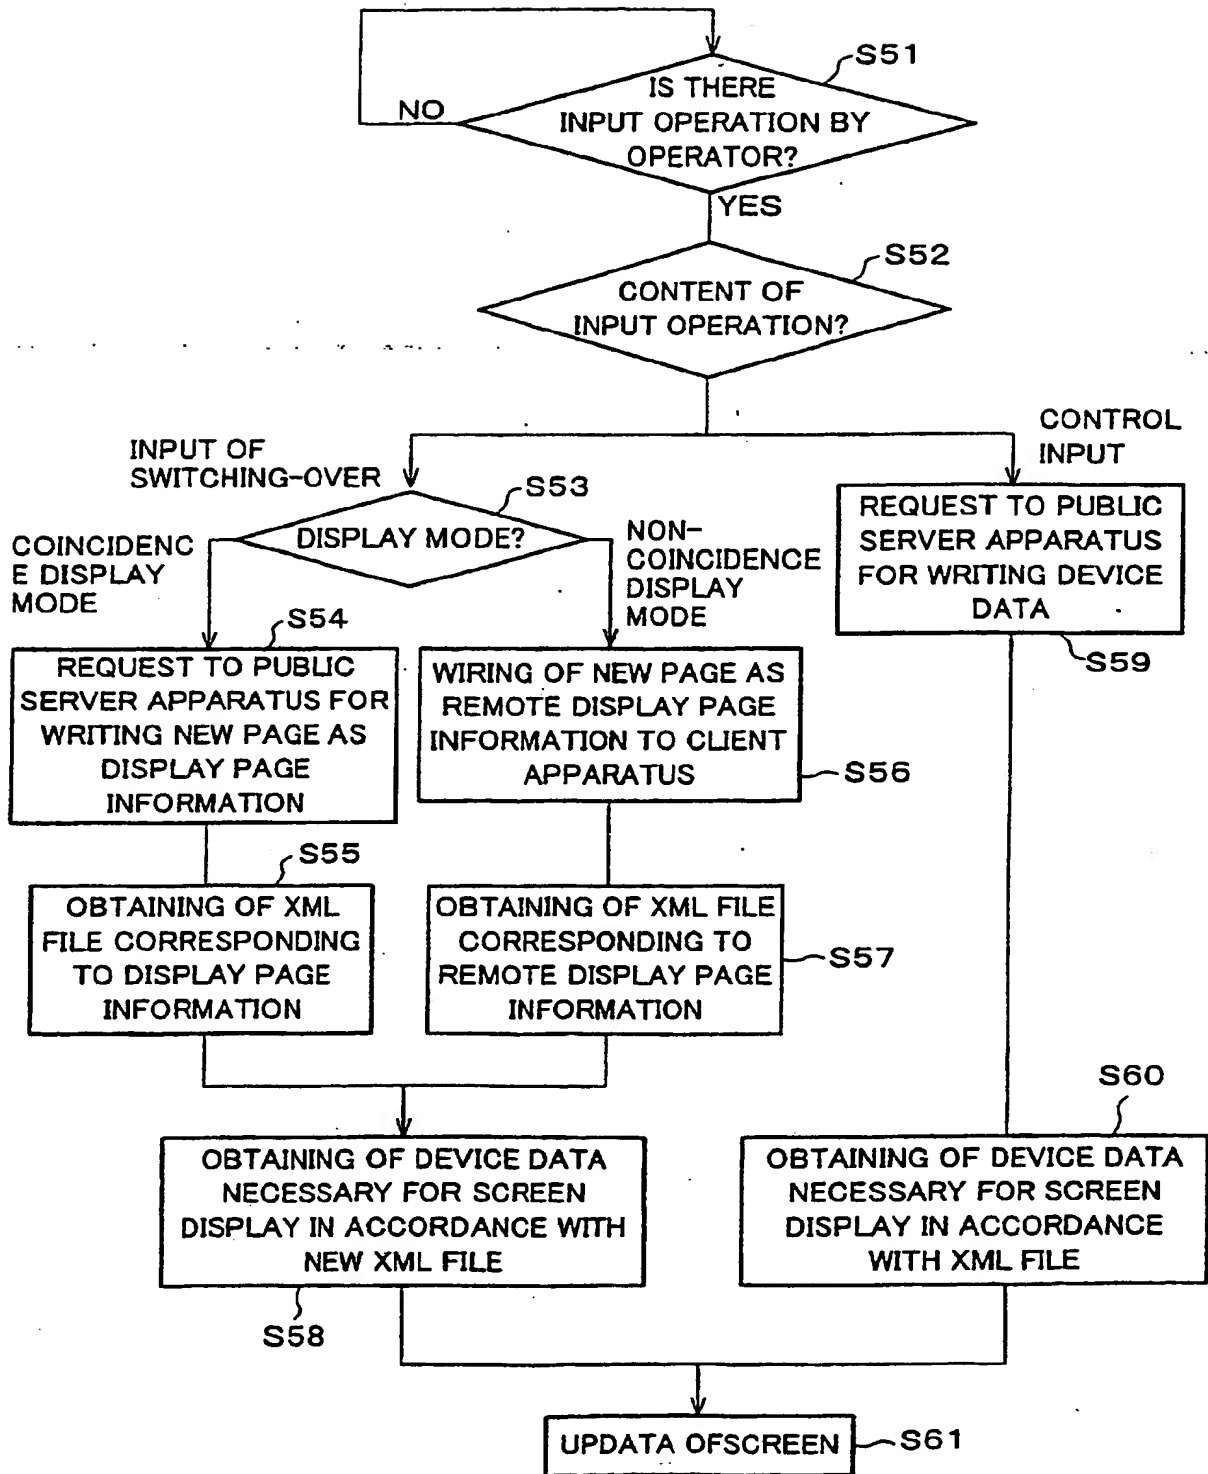 S51
IS THERE
INPUT OPERATION BY
OPERATOR?
NO
YES
S52
CONTENT OF
INPUT OPERATION?
INPUT OF
SWITCHING-OVER
CONTROL
INPUT
S53
DISPLAY MODE?
COINCIDENC
E DISPLAY
MODE
NON-
COINCIDENCE
DISPLAY
MODE
REQUEST TO PUBLIC
SERVER APPARATUS
FOR WRITING DEVICE
DATA
S59
S54
REQUEST TO PUBLIC
SERVER APPARATUS FOR
WRITING NEW PAGE AS
DISPLAY PAGE
INFORMATION
WIRING OF NEW PAGE AS
REMOTE DISPLAY PAGE
INFORMATION TO CLIENT
APPARATUS
S56
S55
OBTAINING OF XML
FILE CORRESPONDING
TO DISPLAY PAGE
INFORMATION
OBTAINING OF XML FILE
CORRESPONDING TO
REMOTE DISPLAY PAGE
INFORMATION
S57
OBTAINING OF DEVICE DATA
NECESSARY FOR SCREEN
DISPLAY IN ACCORDANCE WITH
NEW XML FILE
S58
S60
OBTAINING OF DEVICE DATA
NECESSARY FOR SCREEN
DISPLAY IN ACCORDANCE
WITH XML FILE
UPDATA OFSCREEN
S61